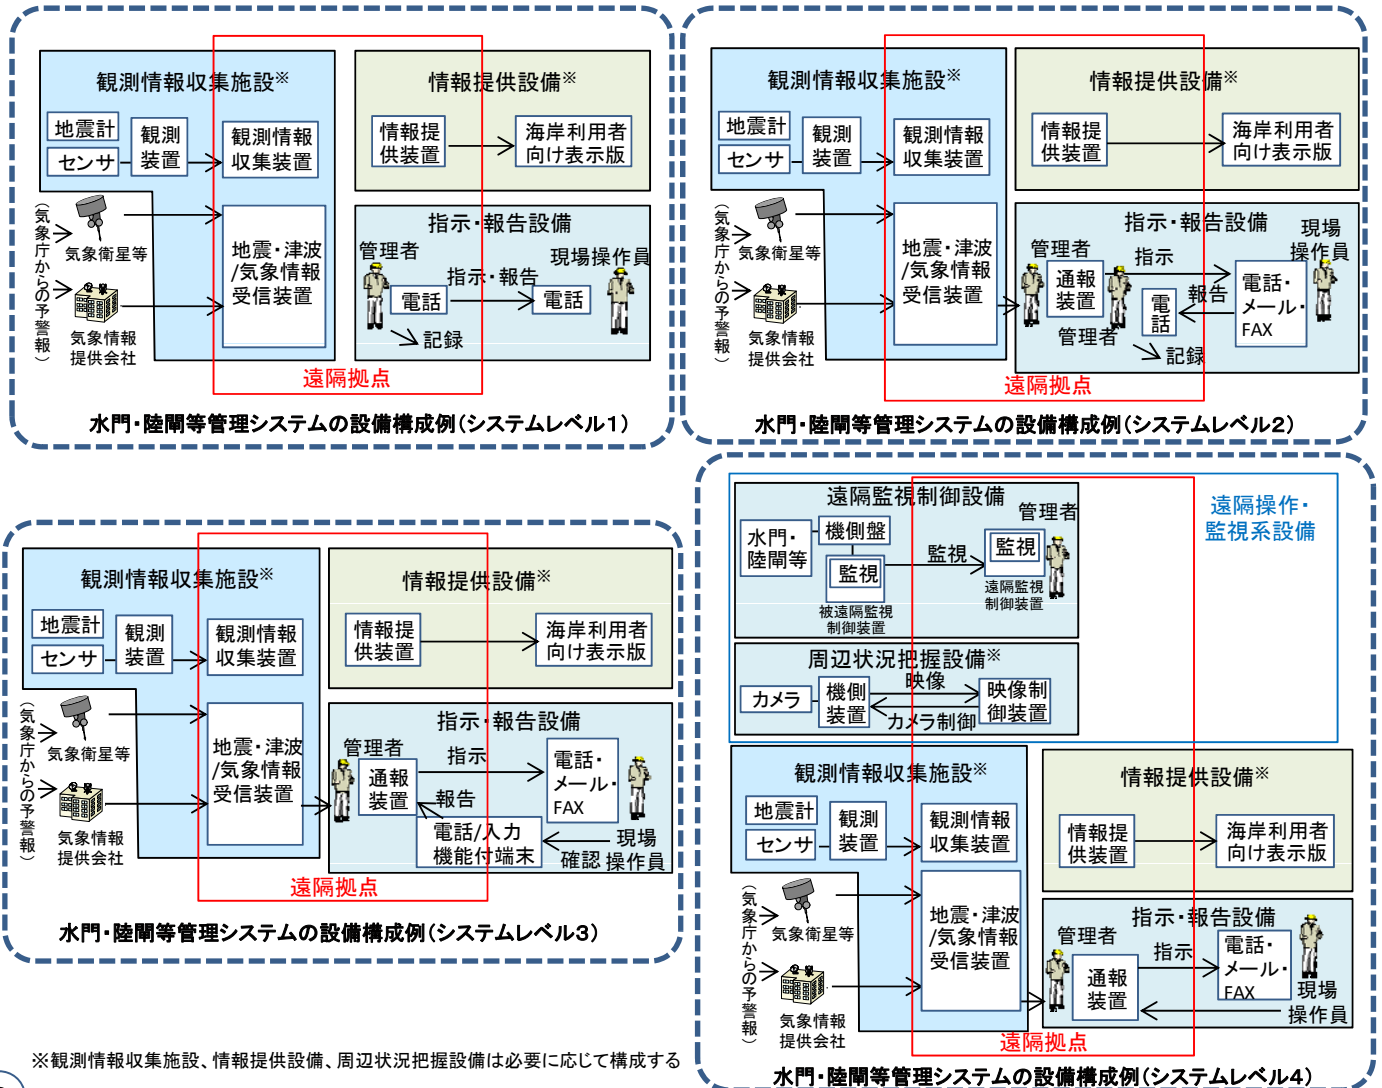 観測情報収集施設※
地震計
センサ
観測
装置
観測情報
収集装置
(気象庁からの予警報)
気象衛星等
気象情報
提供会社
地震・津波
/気象情報
受信装置
情報提供設備※
情報提
供装置
海岸利用者
向け表示版
指示・報告設備
管理者
電話
指示・報告
電話
現場操作員
記録
遠隔拠点
水門・陸閘等管理システムの設備構成例(システムレベル1)
観測情報収集施設※
地震計
センサ
観測
装置
観測情報
収集装置
(気象庁からの予警報)
気象衛星等
気象情報
提供会社
地震・津波
/気象情報
受信装置
情報提供設備※
情報提
供装置
海岸利用者
向け表示版
指示・報告設備
管理者
通報
装置
指示
現場
操作員
電話・
メール・
FAX
報告
電
話
管理者
記録
遠隔拠点
水門・陸閘等管理システムの設備構成例(システムレベル2)
観測情報収集施設※
地震計
センサ
観測
装置
観測情報
収集装置
(気象庁からの予警報)
気象衛星等
気象情報
提供会社
地震・津波
/気象情報
受信装置
情報提供設備※
情報提
供装置
海岸利用者
向け表示版
指示・報告設備
管理者
通報
装置
指示
電話・
メール・
FAX
報告
電話/入力
機能付端末
確認
現場
操作員
遠隔拠点
水門・陸閘等管理システムの設備構成例(システムレベル3)
遠隔操作・
監視系設備
遠隔監視制御設備
水門・
陸閘等
機側盤
監視
被遠隔監視
制御装置
監視
管理者
監視
遠隔監視
制御装置
周辺状況把握設備※
カメラ
機側
装置
映像
カメラ制御
映像制
御装置
観測情報収集施設※
地震計
センサ
観測
装置
観測情報
収集装置
(気象庁からの予警報)
気象衛星等
気象情報
提供会社
地震・津波
/気象情報
受信装置
情報提供設備※
情報提
供装置
海岸利用者
向け表示版
指示・報告設備
管理者
通報
装置
指示
電話・
メール・
FAX
現場
操作員
遠隔拠点
水門・陸閘等管理システムの設備構成例(システムレベル4)
※観測情報収集施設、情報提供設備、周辺状況把握設備は必要に応じて構成する